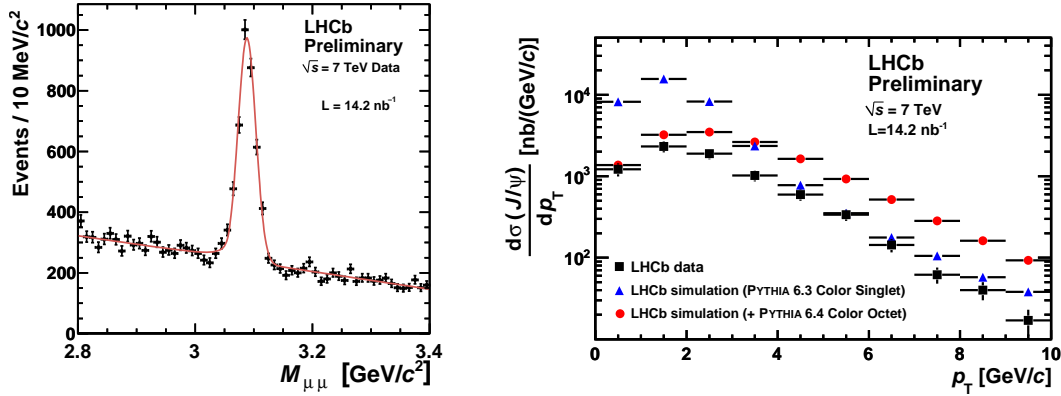 LHCb
Preliminary
√s = 7 TeV Data
L = 14.2 nb⁻¹
Events / 10 MeV/c²
1000
800
600
400
200
0
2.8
3
3.2
3.4
M_μμ [GeV/c²]
LHCb
Preliminary
√s = 7 TeV
L=14.2 nb⁻¹
dσ (J/ψ)
dp_T
[nb/(GeV/c)]
10⁴
10³
10²
10
LHCb data
LHCb simulation (PYTHIA 6.3 Color Singlet)
LHCb simulation (+ PYTHIA 6.4 Color Octet)
0
2
4
6
8
10
p_T [GeV/c]